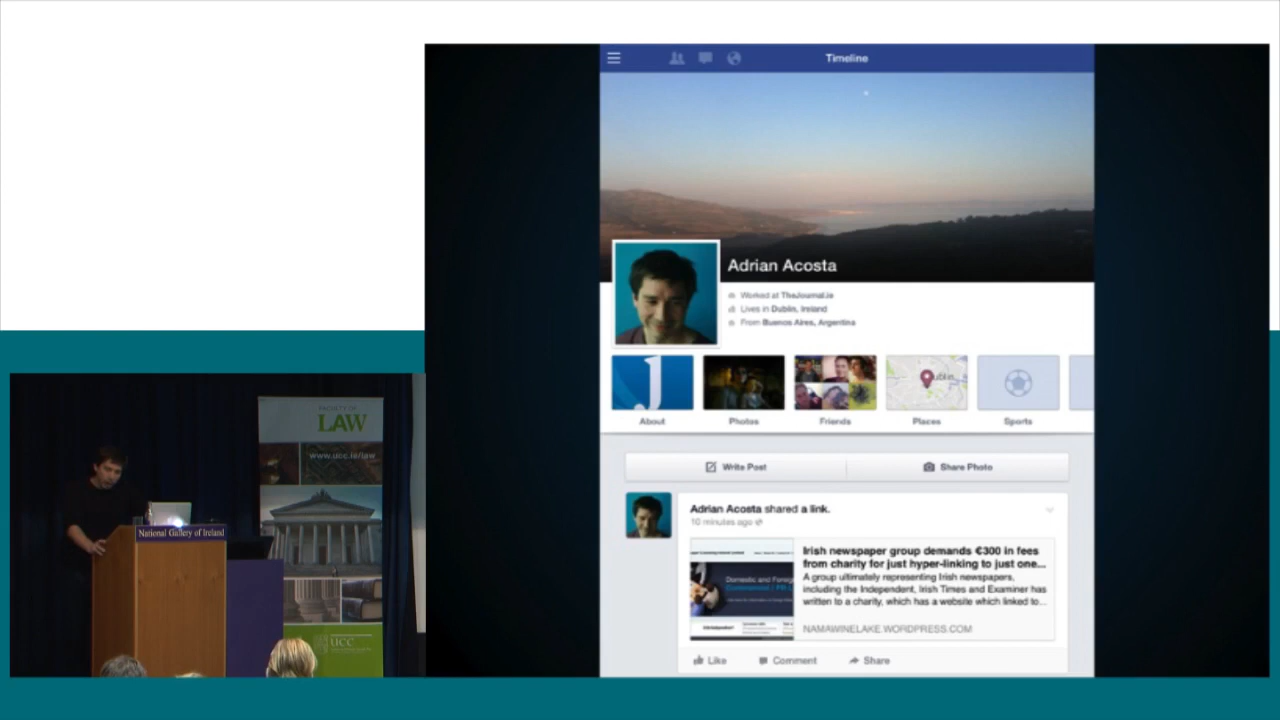 Timeline
Adrian Acosta
Worked at TheJournal.ie
Lives in Dublin, Ireland
From Buenos Aires, Argentina
ublin
About
Photos
Friends
Places
Sports
Write Post
Share Photo
Adrian Acosta shared a link.
10 minutes ago
Irish newspaper group demands €300 in fees
from charity for just hyper-linking to just one...
A group ultimately representing Irish newspapers,
including the Independent, Irish Times and Examiner has
written to a charity, which has a website which linked to...
NAMAWINELAKE.WORDPRESS.COM
Like
Comment
Share
FACULTY OF
LAW
www.ucc.ie/law
National Gallery of Ireland
UCC